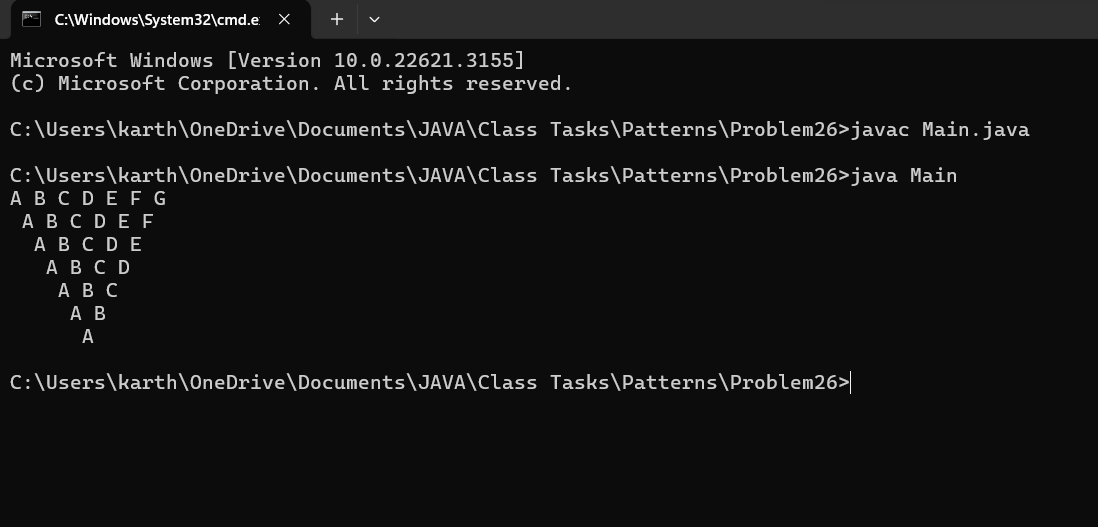 C:\Windows\System32\cmd.e
Microsoft Windows [Version 10.0.22621.3155]
(c) Microsoft Corporation. All rights reserved.
C:\Users\karth\OneDrive\Documents\JAVA\Class Tasks\Patterns\Problem26>javac Main.java
C:\Users\karth\OneDrive\Documents\JAVA\Class Tasks\Patterns\Problem26>java Main
A B C D E F G
 A B C D E F
  A B C D E
   A B C D
    A B C
     A B
      A
C:\Users\karth\OneDrive\Documents\JAVA\Class Tasks\Patterns\Problem26>